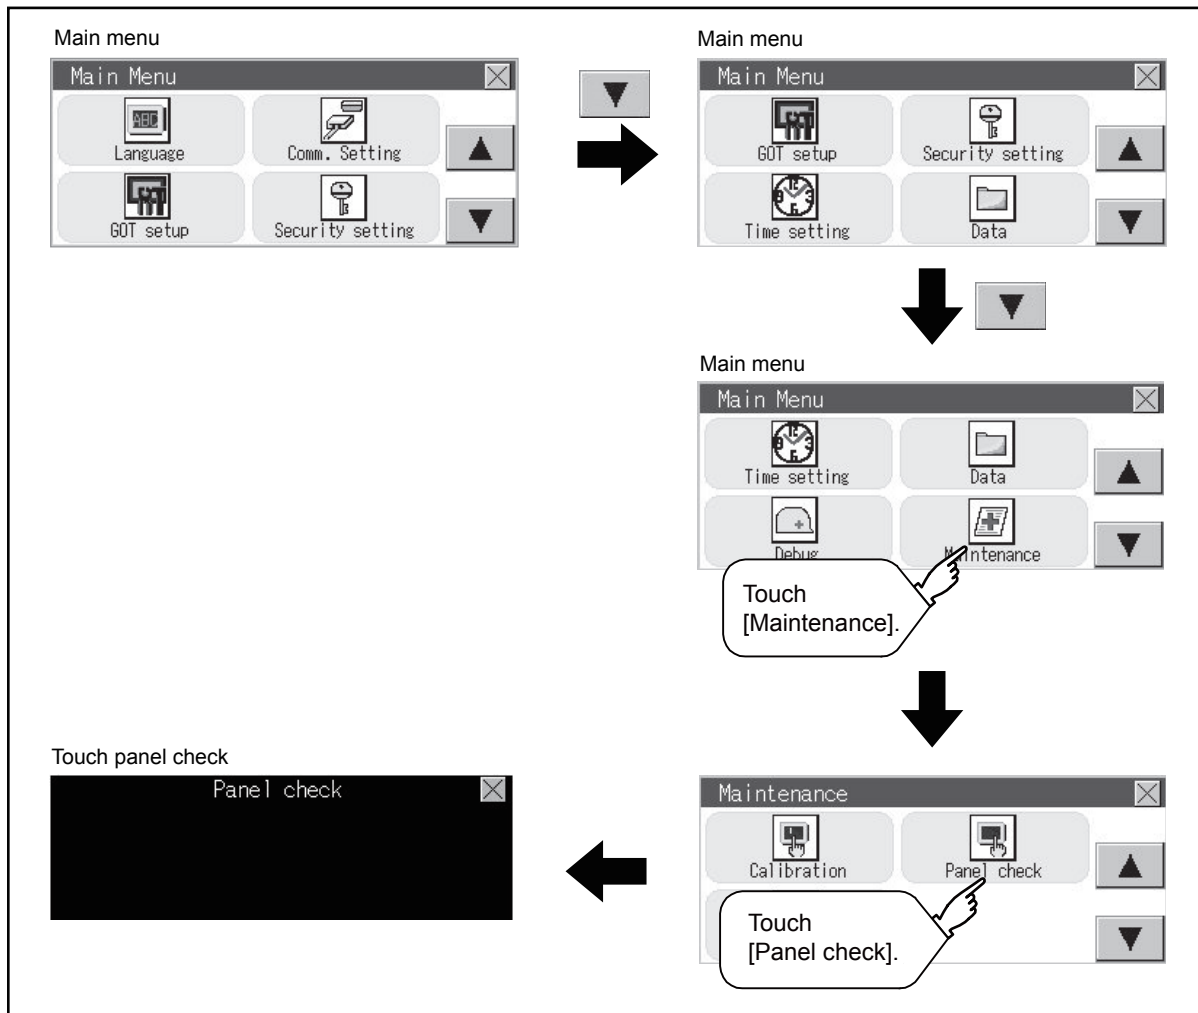 Main menu
Main Menu
Language
Comm. Setting
GOT setup
Security setting
Main menu
Main Menu
GOT setup
Security setting
Time setting
Data
Main menu
Main Menu
Time setting
Data
Debug
Maintenance
Touch
[Maintenance].
Touch panel check
Panel check
Maintenance
Calibration
Panel check
Touch
[Panel check].